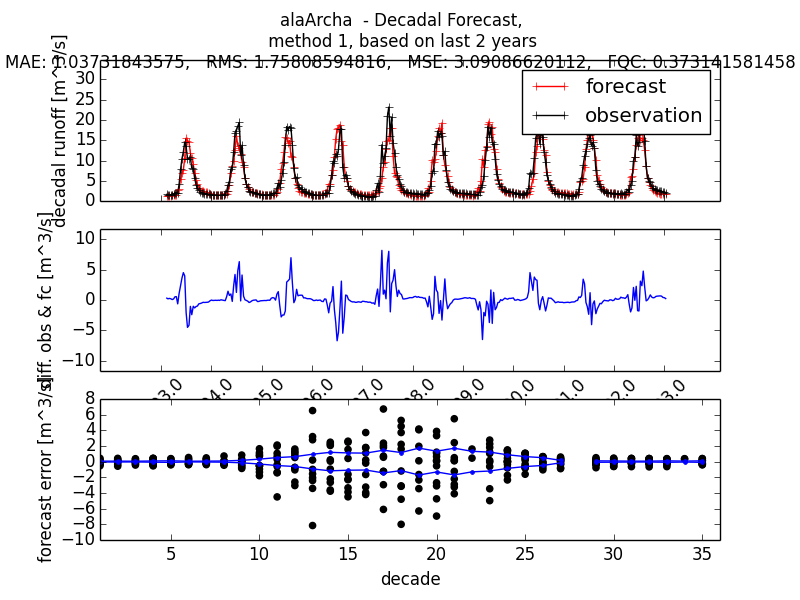 alaArcha - Decadal Forecast,
method 1, based on last 2 years
MAE: 1.03731843575, RMS: 1.75808594816, MSE: 3.09086620112, FQC: 0.373141581458
decadal runoff [m^3/s]
30
25
20
15
10
5
0
forecast
observation
diff. obs & fc [m^3/s]
10
5
0
−5
−10
forecast error [m^3/s]
8
6
4
2
0
−2
−4
−6
−8
−10
5 10 15 20 25 30 35
decade